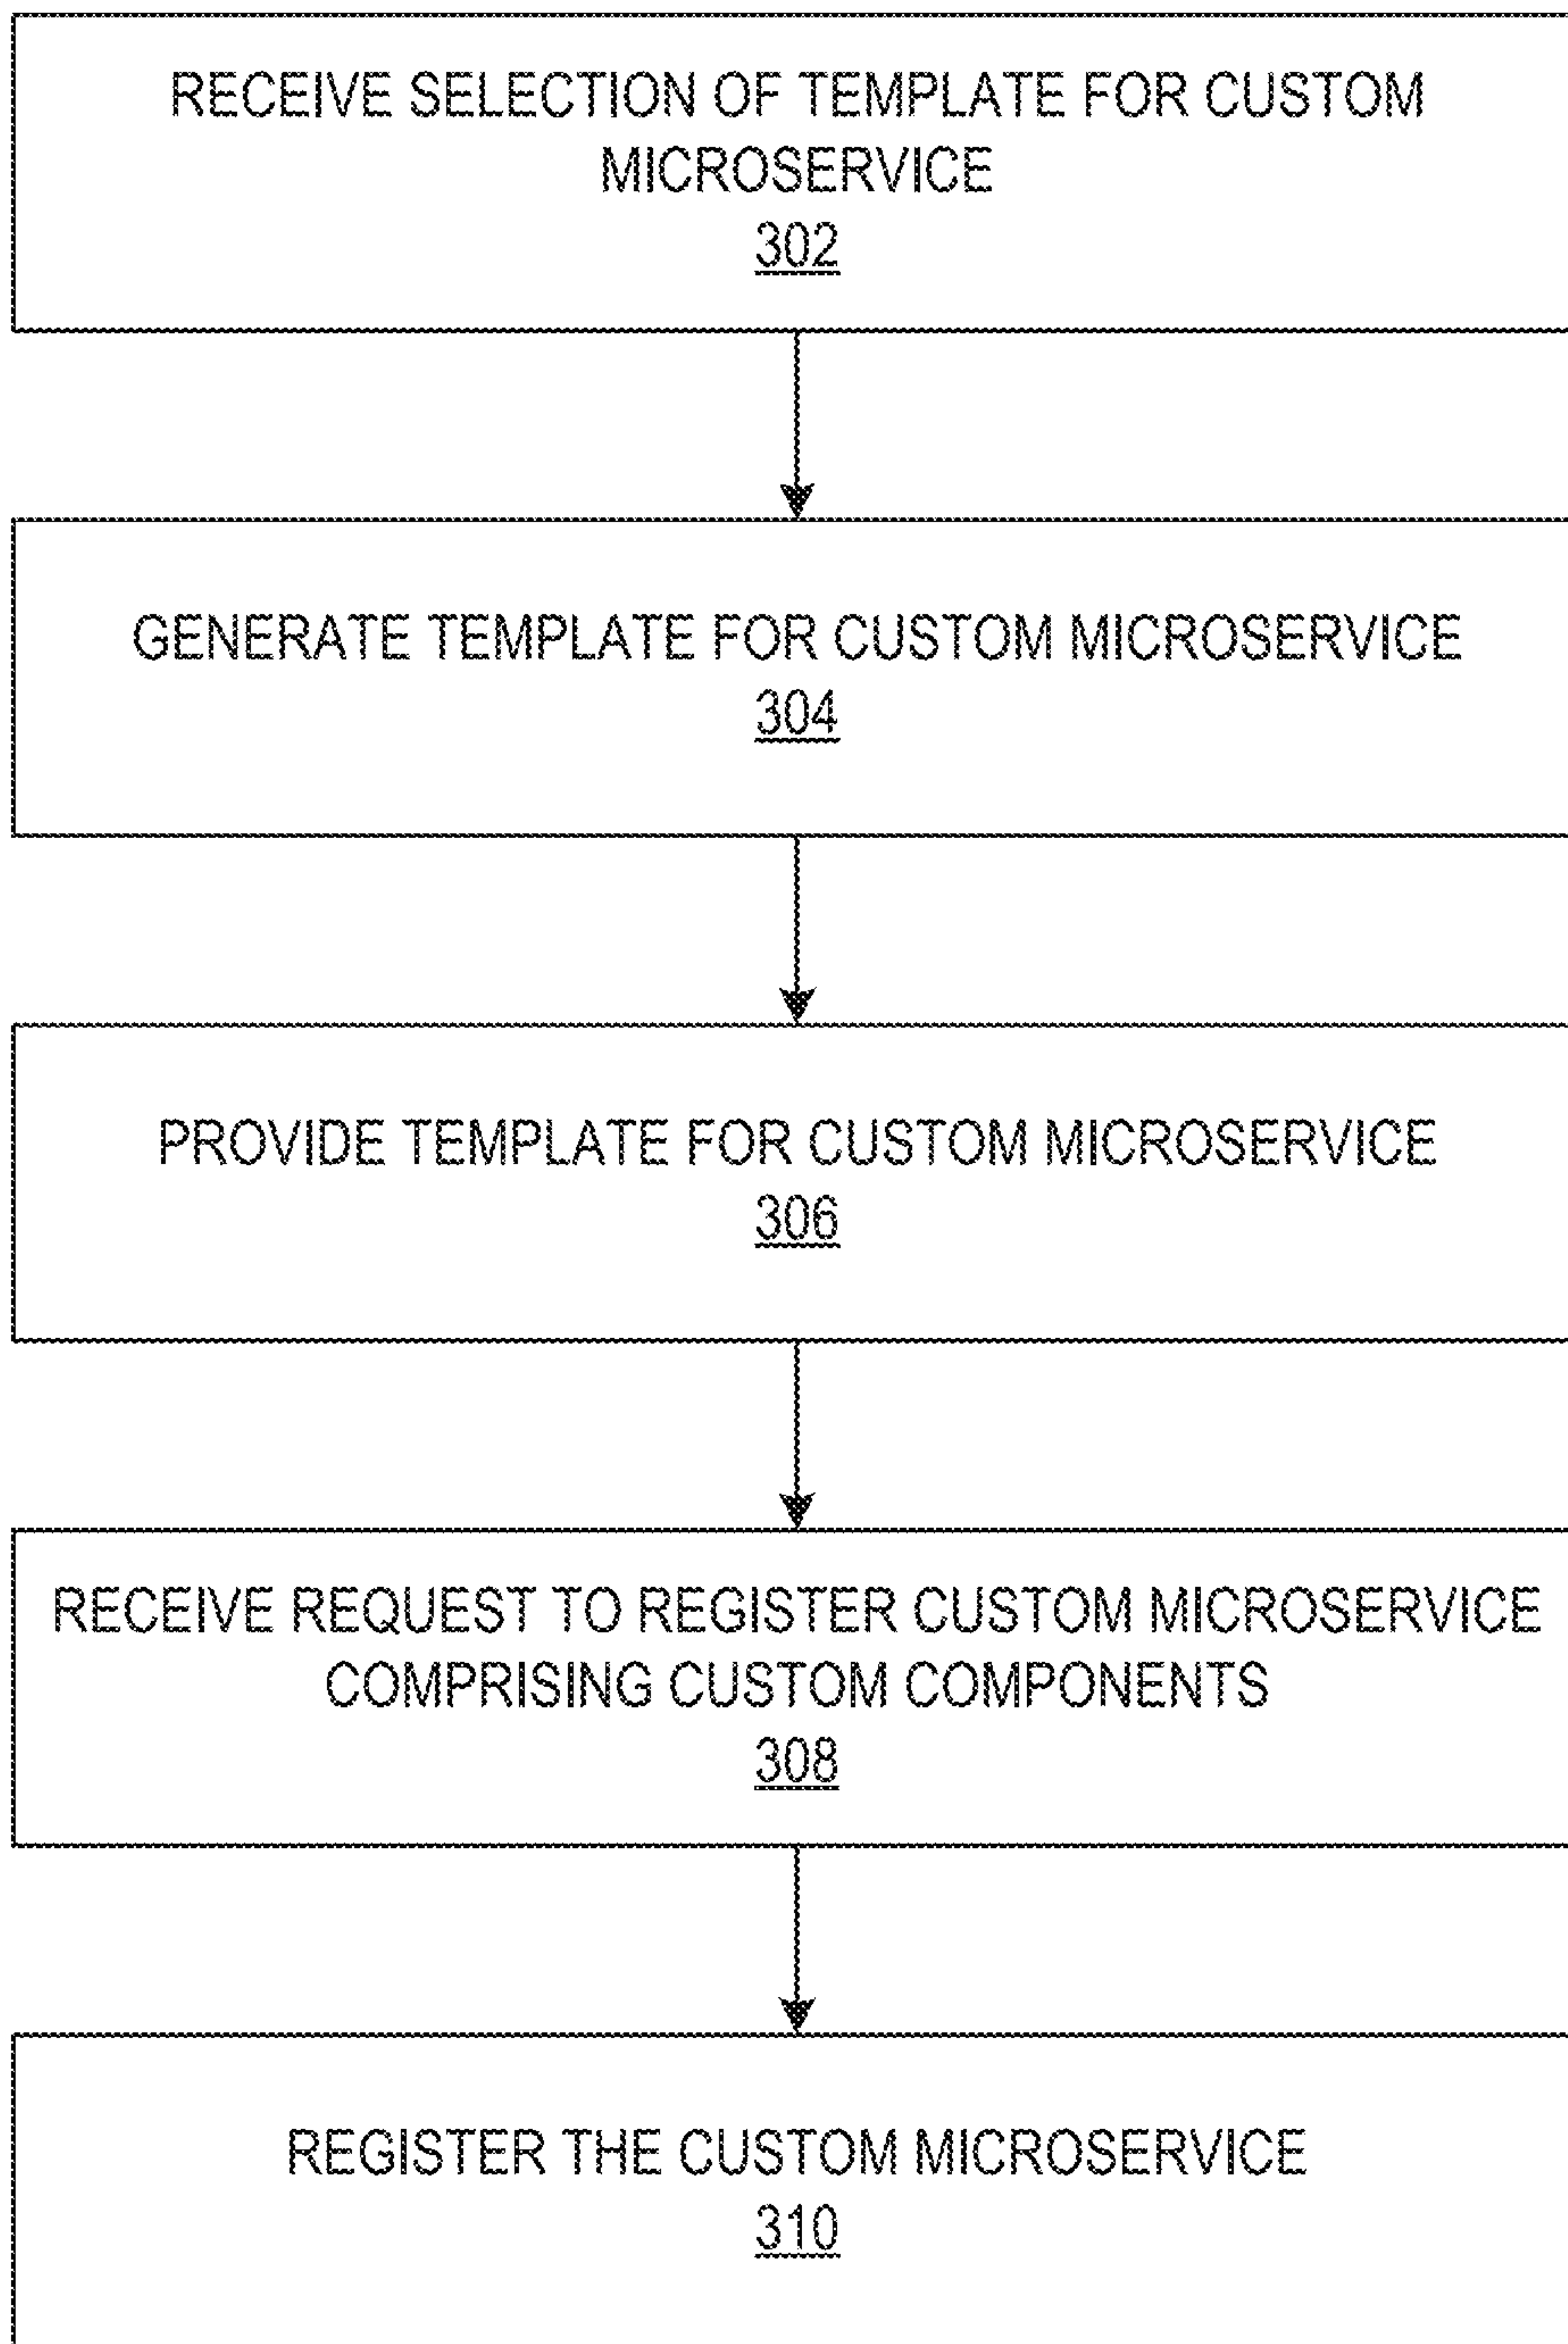 RECEIVE SELECTION OF TEMPLATE FOR CUSTOM
MICROSERVICE
302
GENERATE TEMPLATE FOR CUSTOM MICROSERVICE
304
PROVIDE TEMPLATE FOR CUSTOM MICROSERVICE
306
RECEIVE REQUEST TO REGISTER CUSTOM MICROSERVICE
COMPRISING CUSTOM COMPONENTS
308
REGISTER THE CUSTOM MICROSERVICE
310